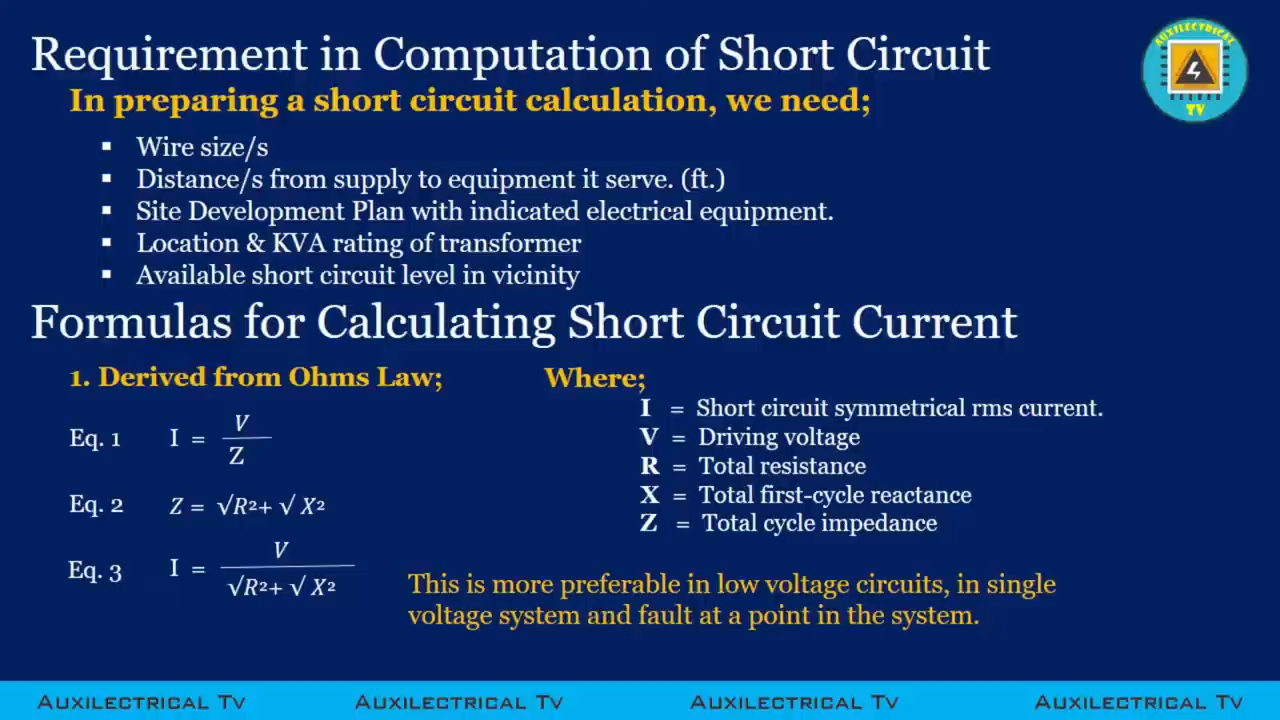 Requirement in Computation of Short Circuit
AUXILECTRICAL
TV
In preparing a short circuit calculation, we need;
▪ Wire size/s
▪ Distance/s from supply to equipment it serve. (ft.)
▪ Site Development Plan with indicated electrical equipment.
▪ Location & KVA rating of transformer
▪ Available short circuit level in vicinity
Formulas for Calculating Short Circuit Current
1. Derived from Ohms Law;
Eq. 1 I = V / Z
Eq. 2 Z = √R²+ √ X²
Eq. 3 I = V / √R²+ √ X²
Where;
I = Short circuit symmetrical rms current.
V = Driving voltage
R = Total resistance
X = Total first-cycle reactance
Z = Total cycle impedance
This is more preferable in low voltage circuits, in single
voltage system and fault at a point in the system.
Auxilectrical Tv Auxilectrical Tv Auxilectrical Tv Auxilectrical Tv